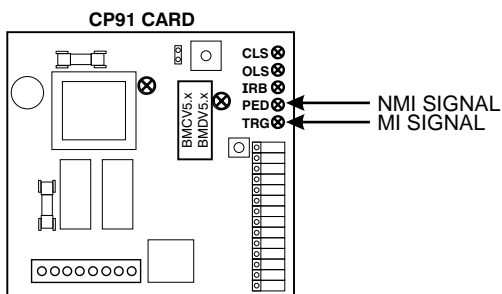 CP91 CARD
CLS
OLS
IRB
PED
TRG
NMI SIGNAL
MI SIGNAL
BMCV5.x
BMDV5.x